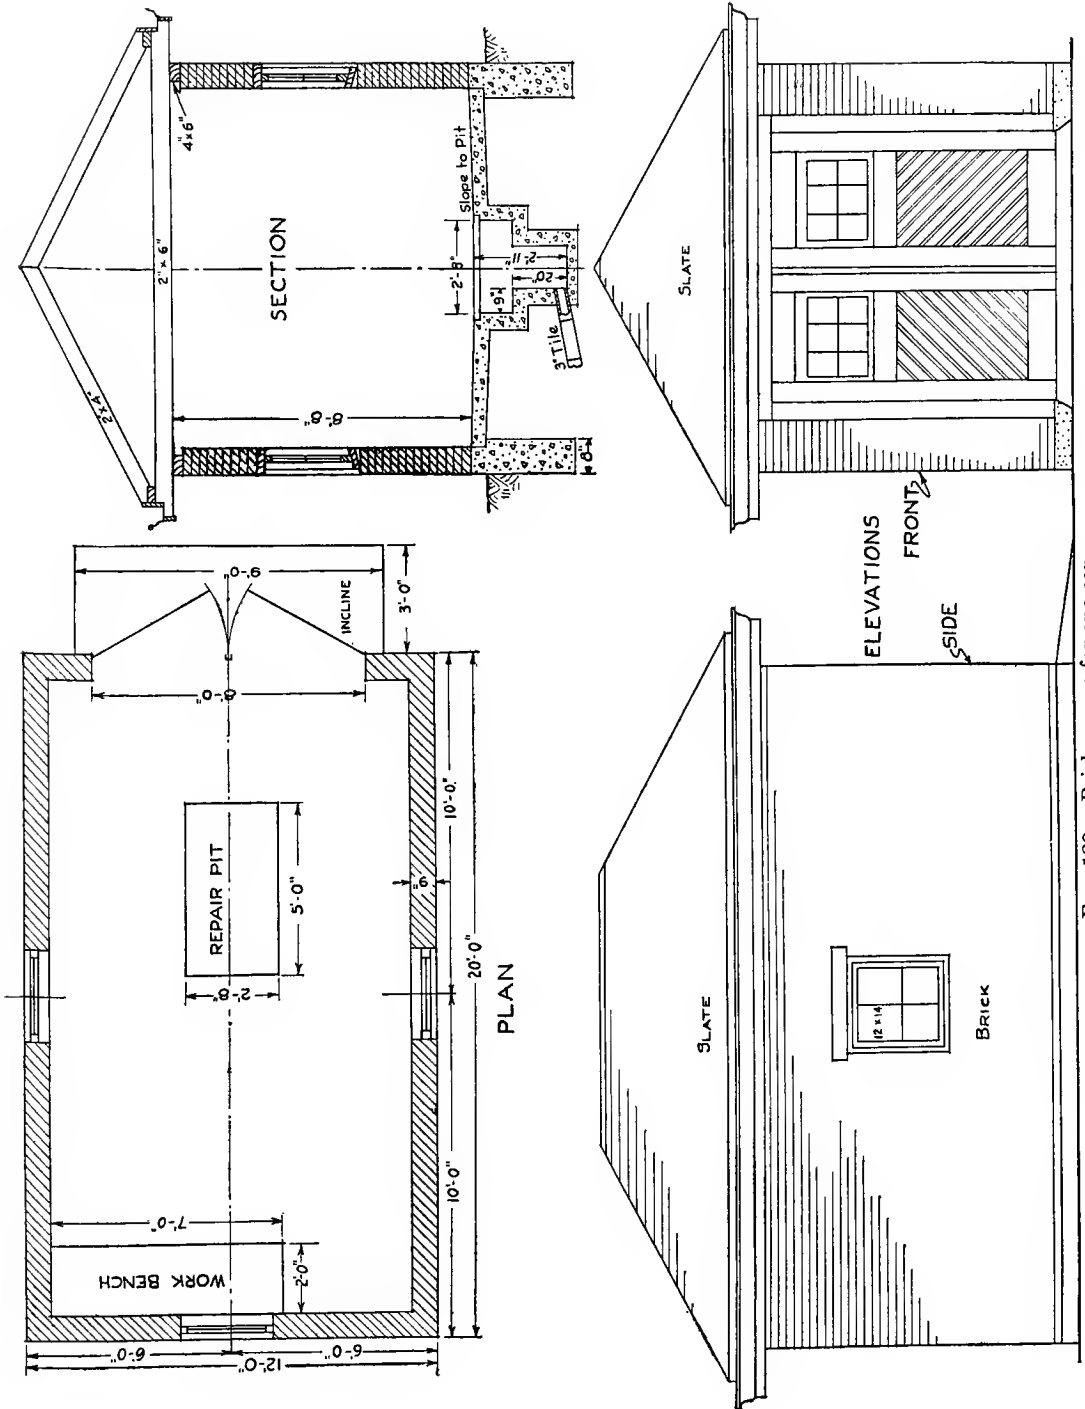 4"x6"
2"x 6"
2"x4"
SECTION
8'-8"
Slope to Pit
2'-8"
2'-11"
20"
9"
3" Tile
8"
SLATE
ELEVATIONS
FRONT
SIDE
9'-0"
INCLINE
3'-0"
8'-0"
REPAIR PIT
5'-0"
2'-8"
9"
10'-0"
20'-0"
10'-0"
PLAN
7'-0"
WORK BENCH
2'-0"
6'-0"
6'-0"
12'-0"
SLATE
12 x 14
BRICK